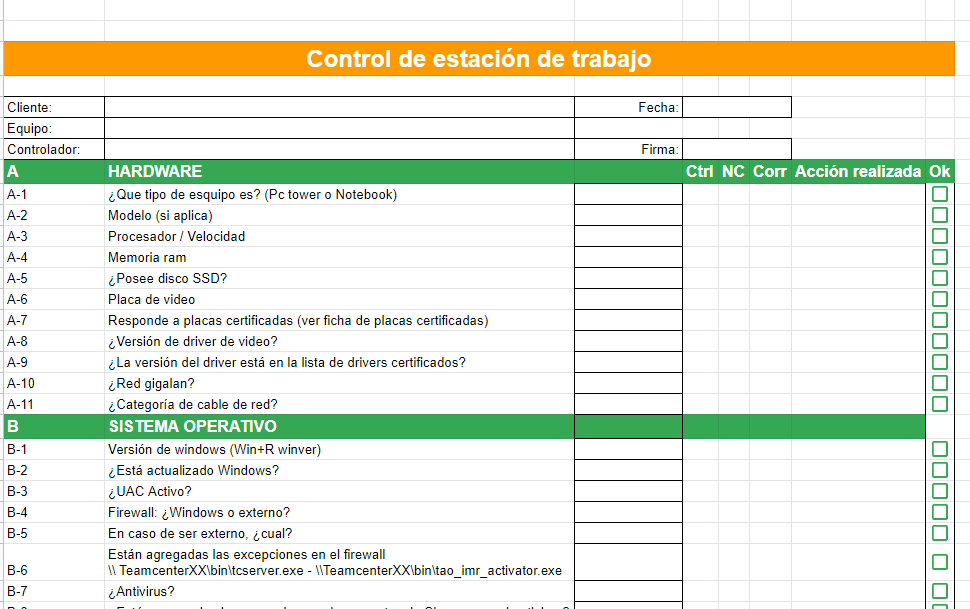 Control de estación de trabajo
Cliente: Fecha:
Equipo:
Controlador: Firma:
A HARDWARE Ctrl NC Corr Acción realizada Ok
A-1 ¿Que tipo de esquipo es? (Pc tower o Notebook)
A-2 Modelo (si aplica)
A-3 Procesador / Velocidad
A-4 Memoria ram
A-5 ¿Posee disco SSD?
A-6 Placa de video
A-7 Responde a placas certificadas (ver ficha de placas certificadas)
A-8 ¿Versión de driver de video?
A-9 ¿La versión del driver está en la lista de drivers certificados?
A-10 ¿Red gigalan?
A-11 ¿Categoría de cable de red?
B SISTEMA OPERATIVO
B-1 Versión de windows (Win+R winver)
B-2 ¿Está actualizado Windows?
B-3 ¿UAC Activo?
B-4 Firewall: ¿Windows o externo?
B-5 En caso de ser externo, ¿cual?
Están agregadas las excepciones en el firewall
B-6 \\ TeamcenterXX\bin\tcserver.exe - \\TeamcenterXX\bin\tao_imr_activator.exe
B-7 ¿Antivirus?